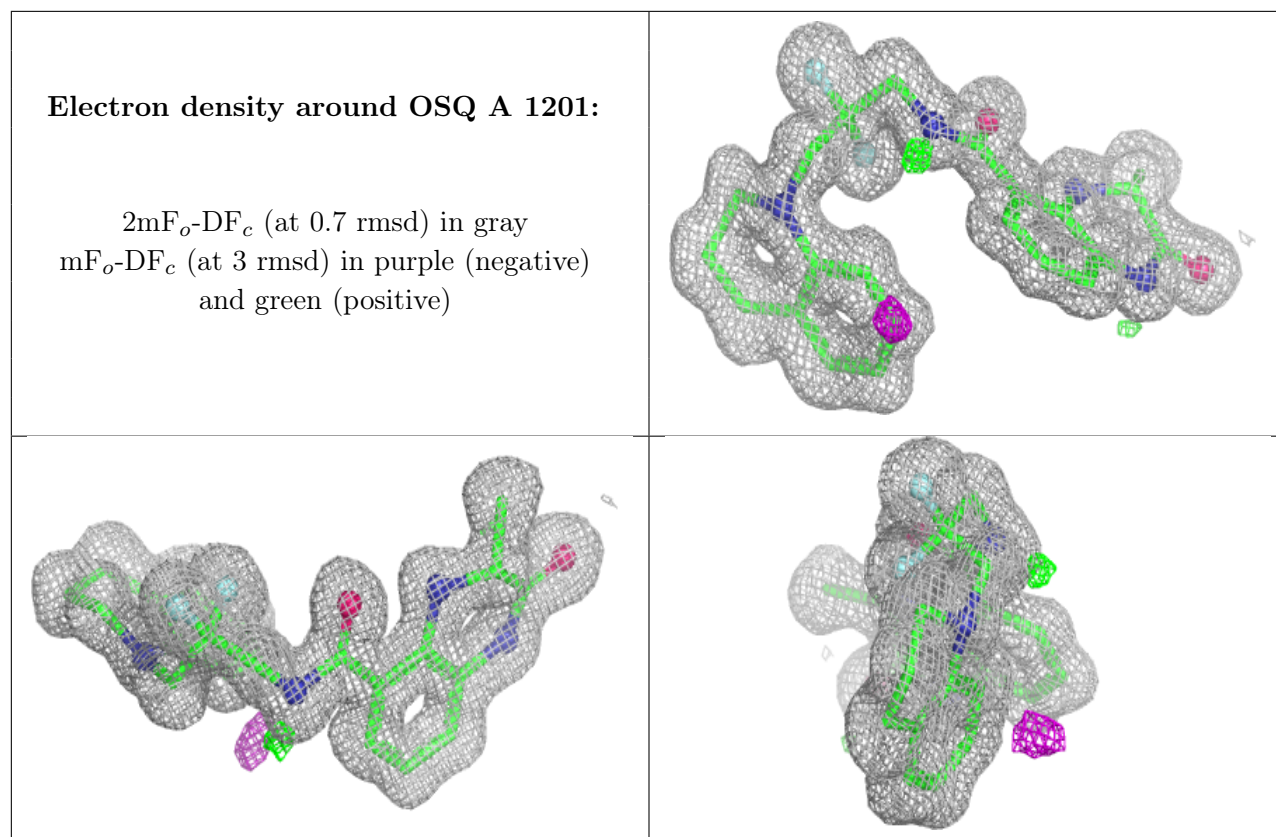 Electron density around OSQ A 1201:
2mFo-DFc (at 0.7 rmsd) in gray
mFo-DFc (at 3 rmsd) in purple (negative)
and green (positive)